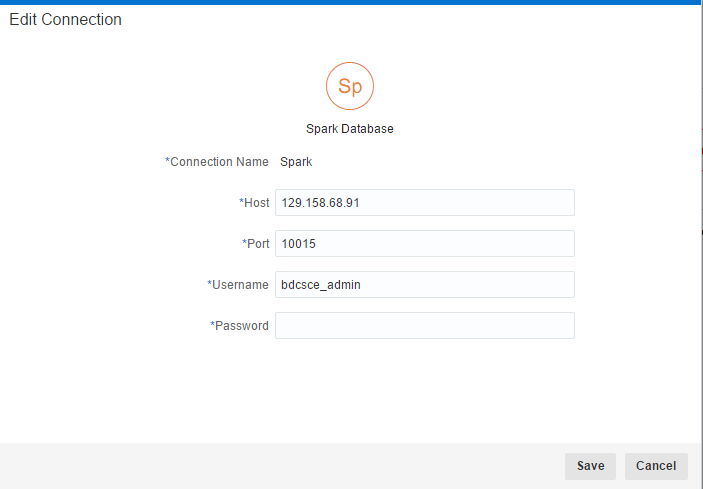 Edit Connection
Sp
Spark Database
*Connection Name Spark
*Host 129.158.68.91
*Port 10015
*Username bdcsce_admin
*Password
Save Cancel